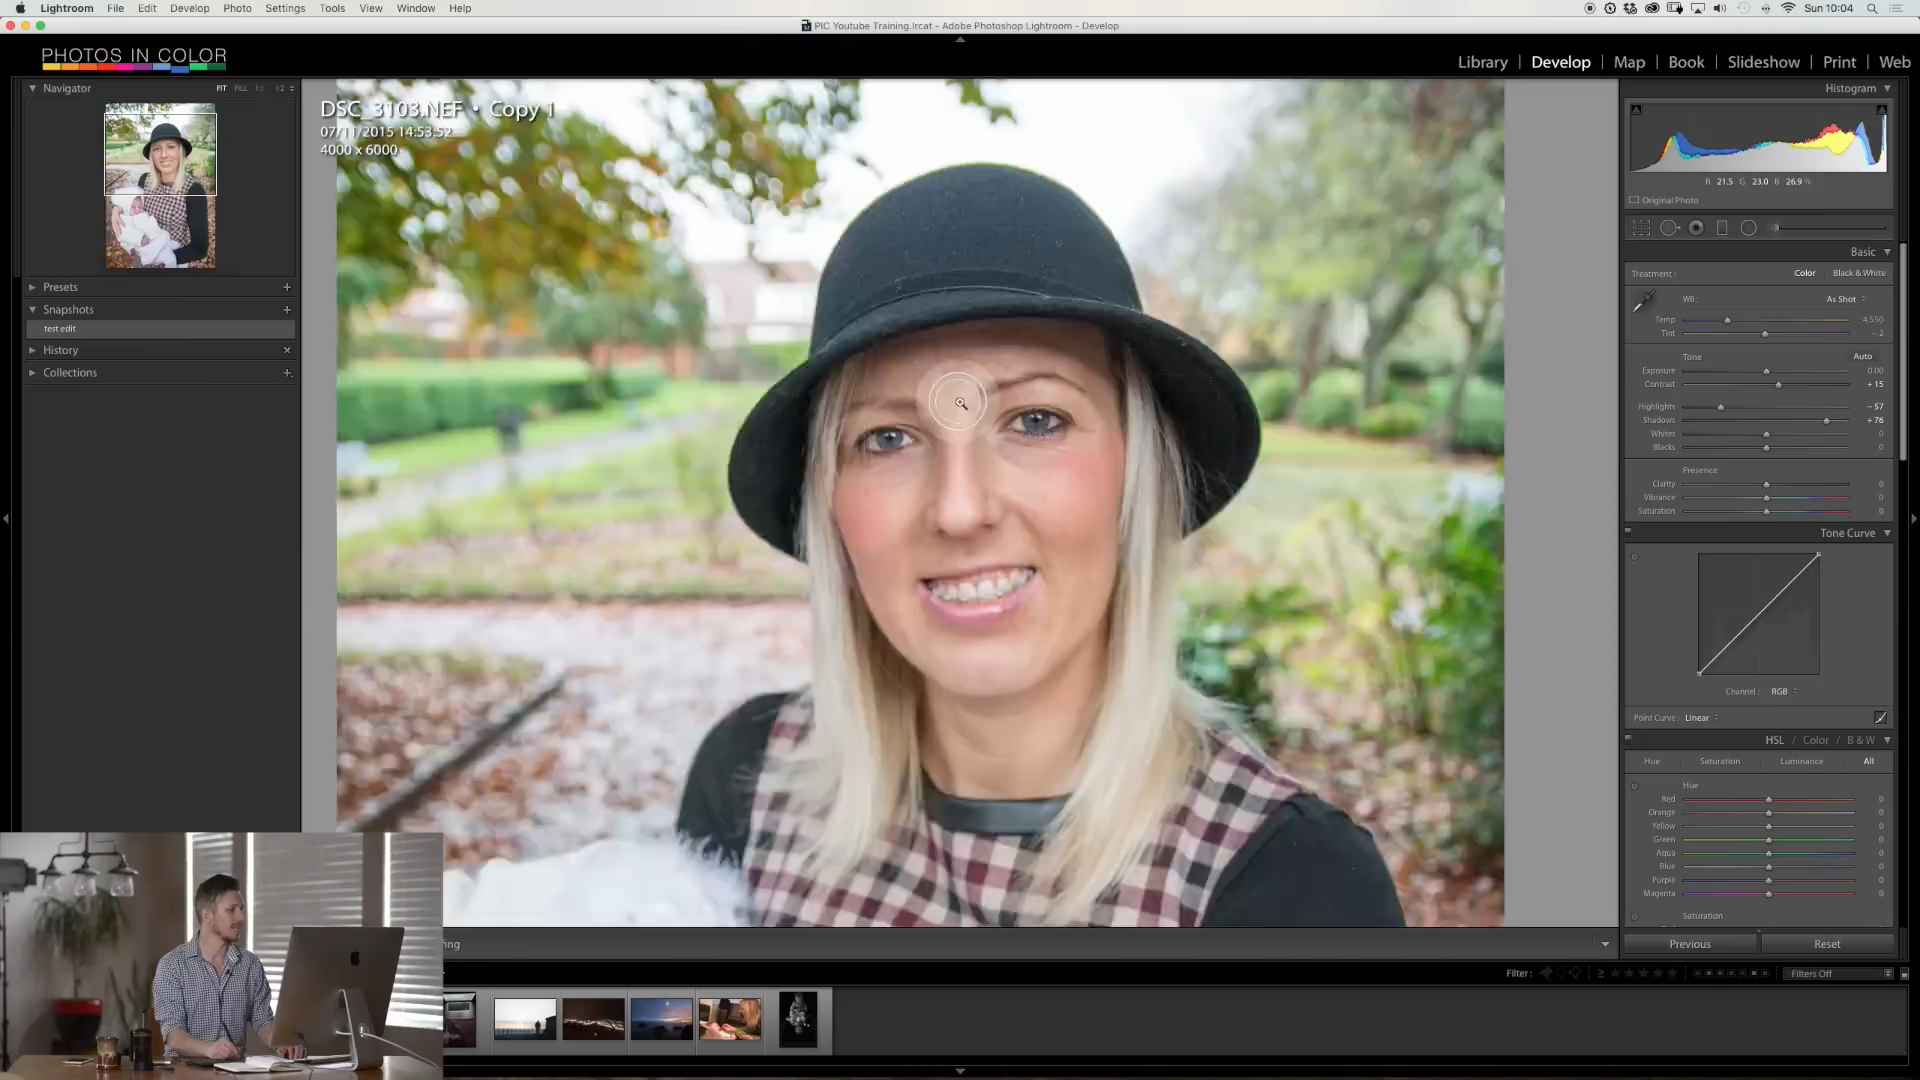 Lightroom File Edit Develop Photo Settings Tools View Window Help Sun 10:04
PIC Youtube Training.lrcat - Adobe Photoshop Lightroom - Develop
PHOTOS IN COLOR
Library | Develop | Map | Book | Slideshow | Print | Web
Navigator FIT FILL 1:1 1:2
Presets
Snapshots
test edit
History
Collections
DSC_3103.NEF • Copy 1
07/11/2015 14:53:52
4000 x 6000
Histogram
R 21.5 G 23.0 B 26.9 %
Original Photo
Basic
Treatment : Color Black & White
WB : As Shot
Temp 4,550
Tint - 2
Tone Auto
Exposure 0.00
Contrast + 15
Highlights - 57
Shadows + 76
Whites 0
Blacks 0
Presence
Clarity 0
Vibrance 0
Saturation 0
Tone Curve
Channel : RGB
Point Curve : Linear
HSL / Color / B & W
Hue Saturation Luminance All
Hue
Red 0
Orange 0
Yellow 0
Green 0
Aqua 0
Blue 0
Purple 0
Magenta 0
Saturation
Previous Reset
Filter : Filters Off